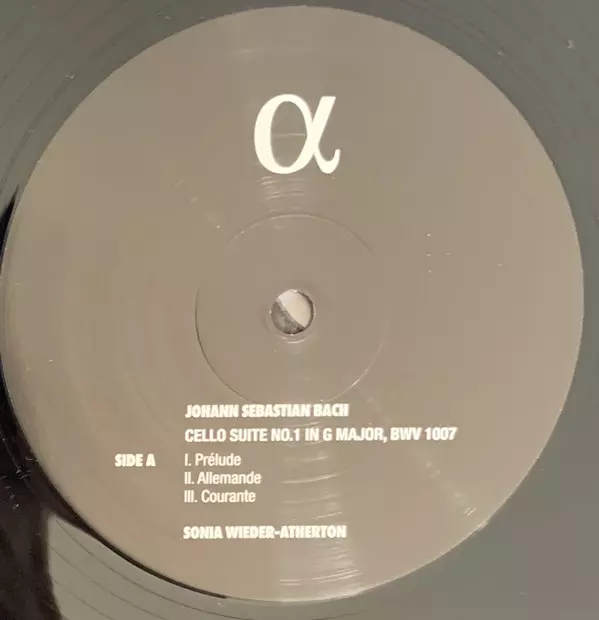 α
JOHANN SEBASTIAN BACH
CELLO SUITE NO.1 IN G MAJOR, BWV 1007
SIDE A I. Prélude
II. Allemande
III. Courante
SONIA WIEDER-ATHERTON